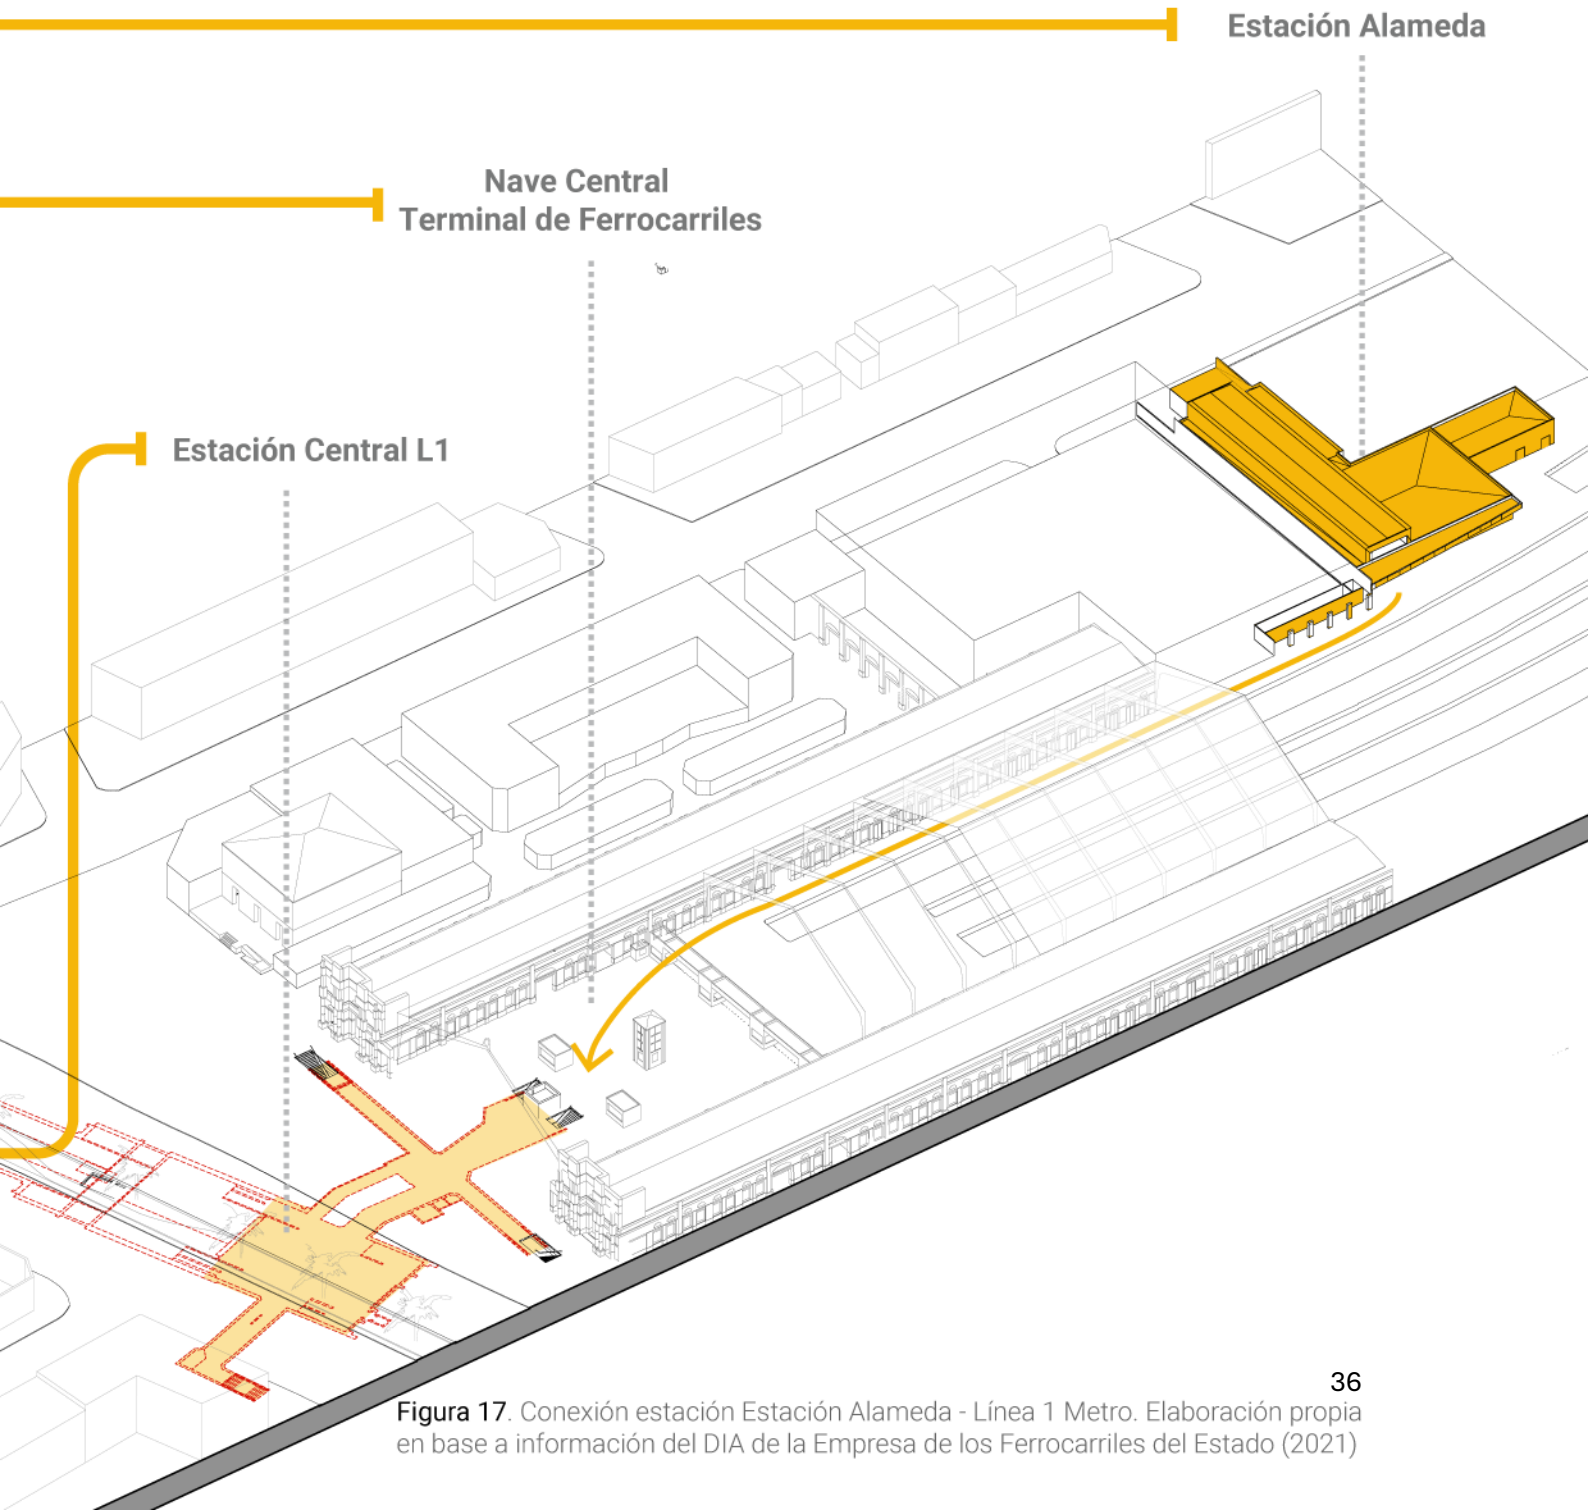 Estación Alameda
Nave Central
Terminal de Ferrocarriles
Estación Central L1
36
Figura 17. Conexión estación Estación Alameda - Línea 1 Metro. Elaboración propia
en base a información del DIA de la Empresa de los Ferrocarriles del Estado (2021)